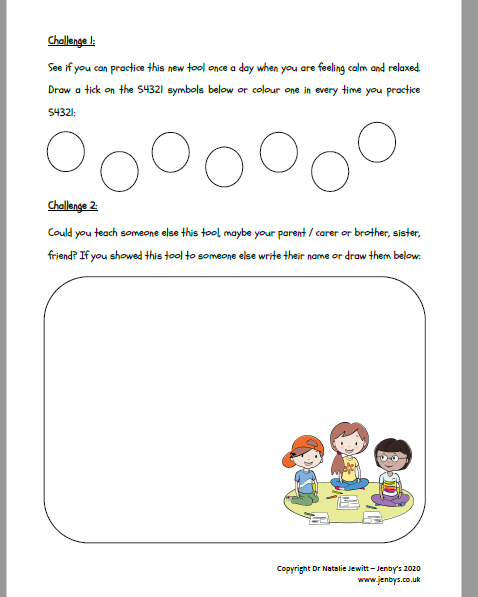 Challenge 1:
See if you can practice this new tool once a day when you are feeling calm and relaxed.
Draw a tick on the 54321 symbols below or colour one in every time you practice
54321:
Challenge 2:
Could you teach someone else this tool, maybe your parent / carer or brother, sister,
friend? If you showed this tool to someone else write their name or draw them below:
Copyright Dr Natalie Jewitt – Jenby's 2020
www.jenbys.co.uk